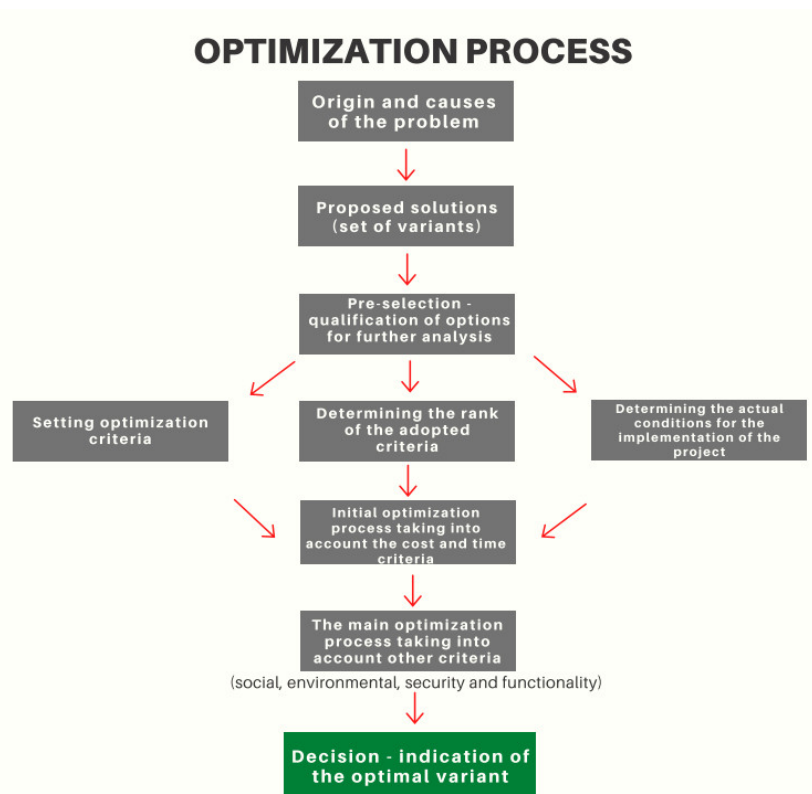 OPTIMIZATION PROCESS
Origin and causes
of the problem
Proposed solutions
(set of variants)
Pre-selection -
qualification of options
for further analysis
Setting optimization
criteria
Determining the rank
of the adopted
criteria
Determining the actual
conditions for the
implementation of the
project
Initial optimization
process taking into
account the cost and time
criteria
The main optimization
process taking into
account other criteria
(social, environmental, security and functionality)
Decision - indication of
the optimal variant